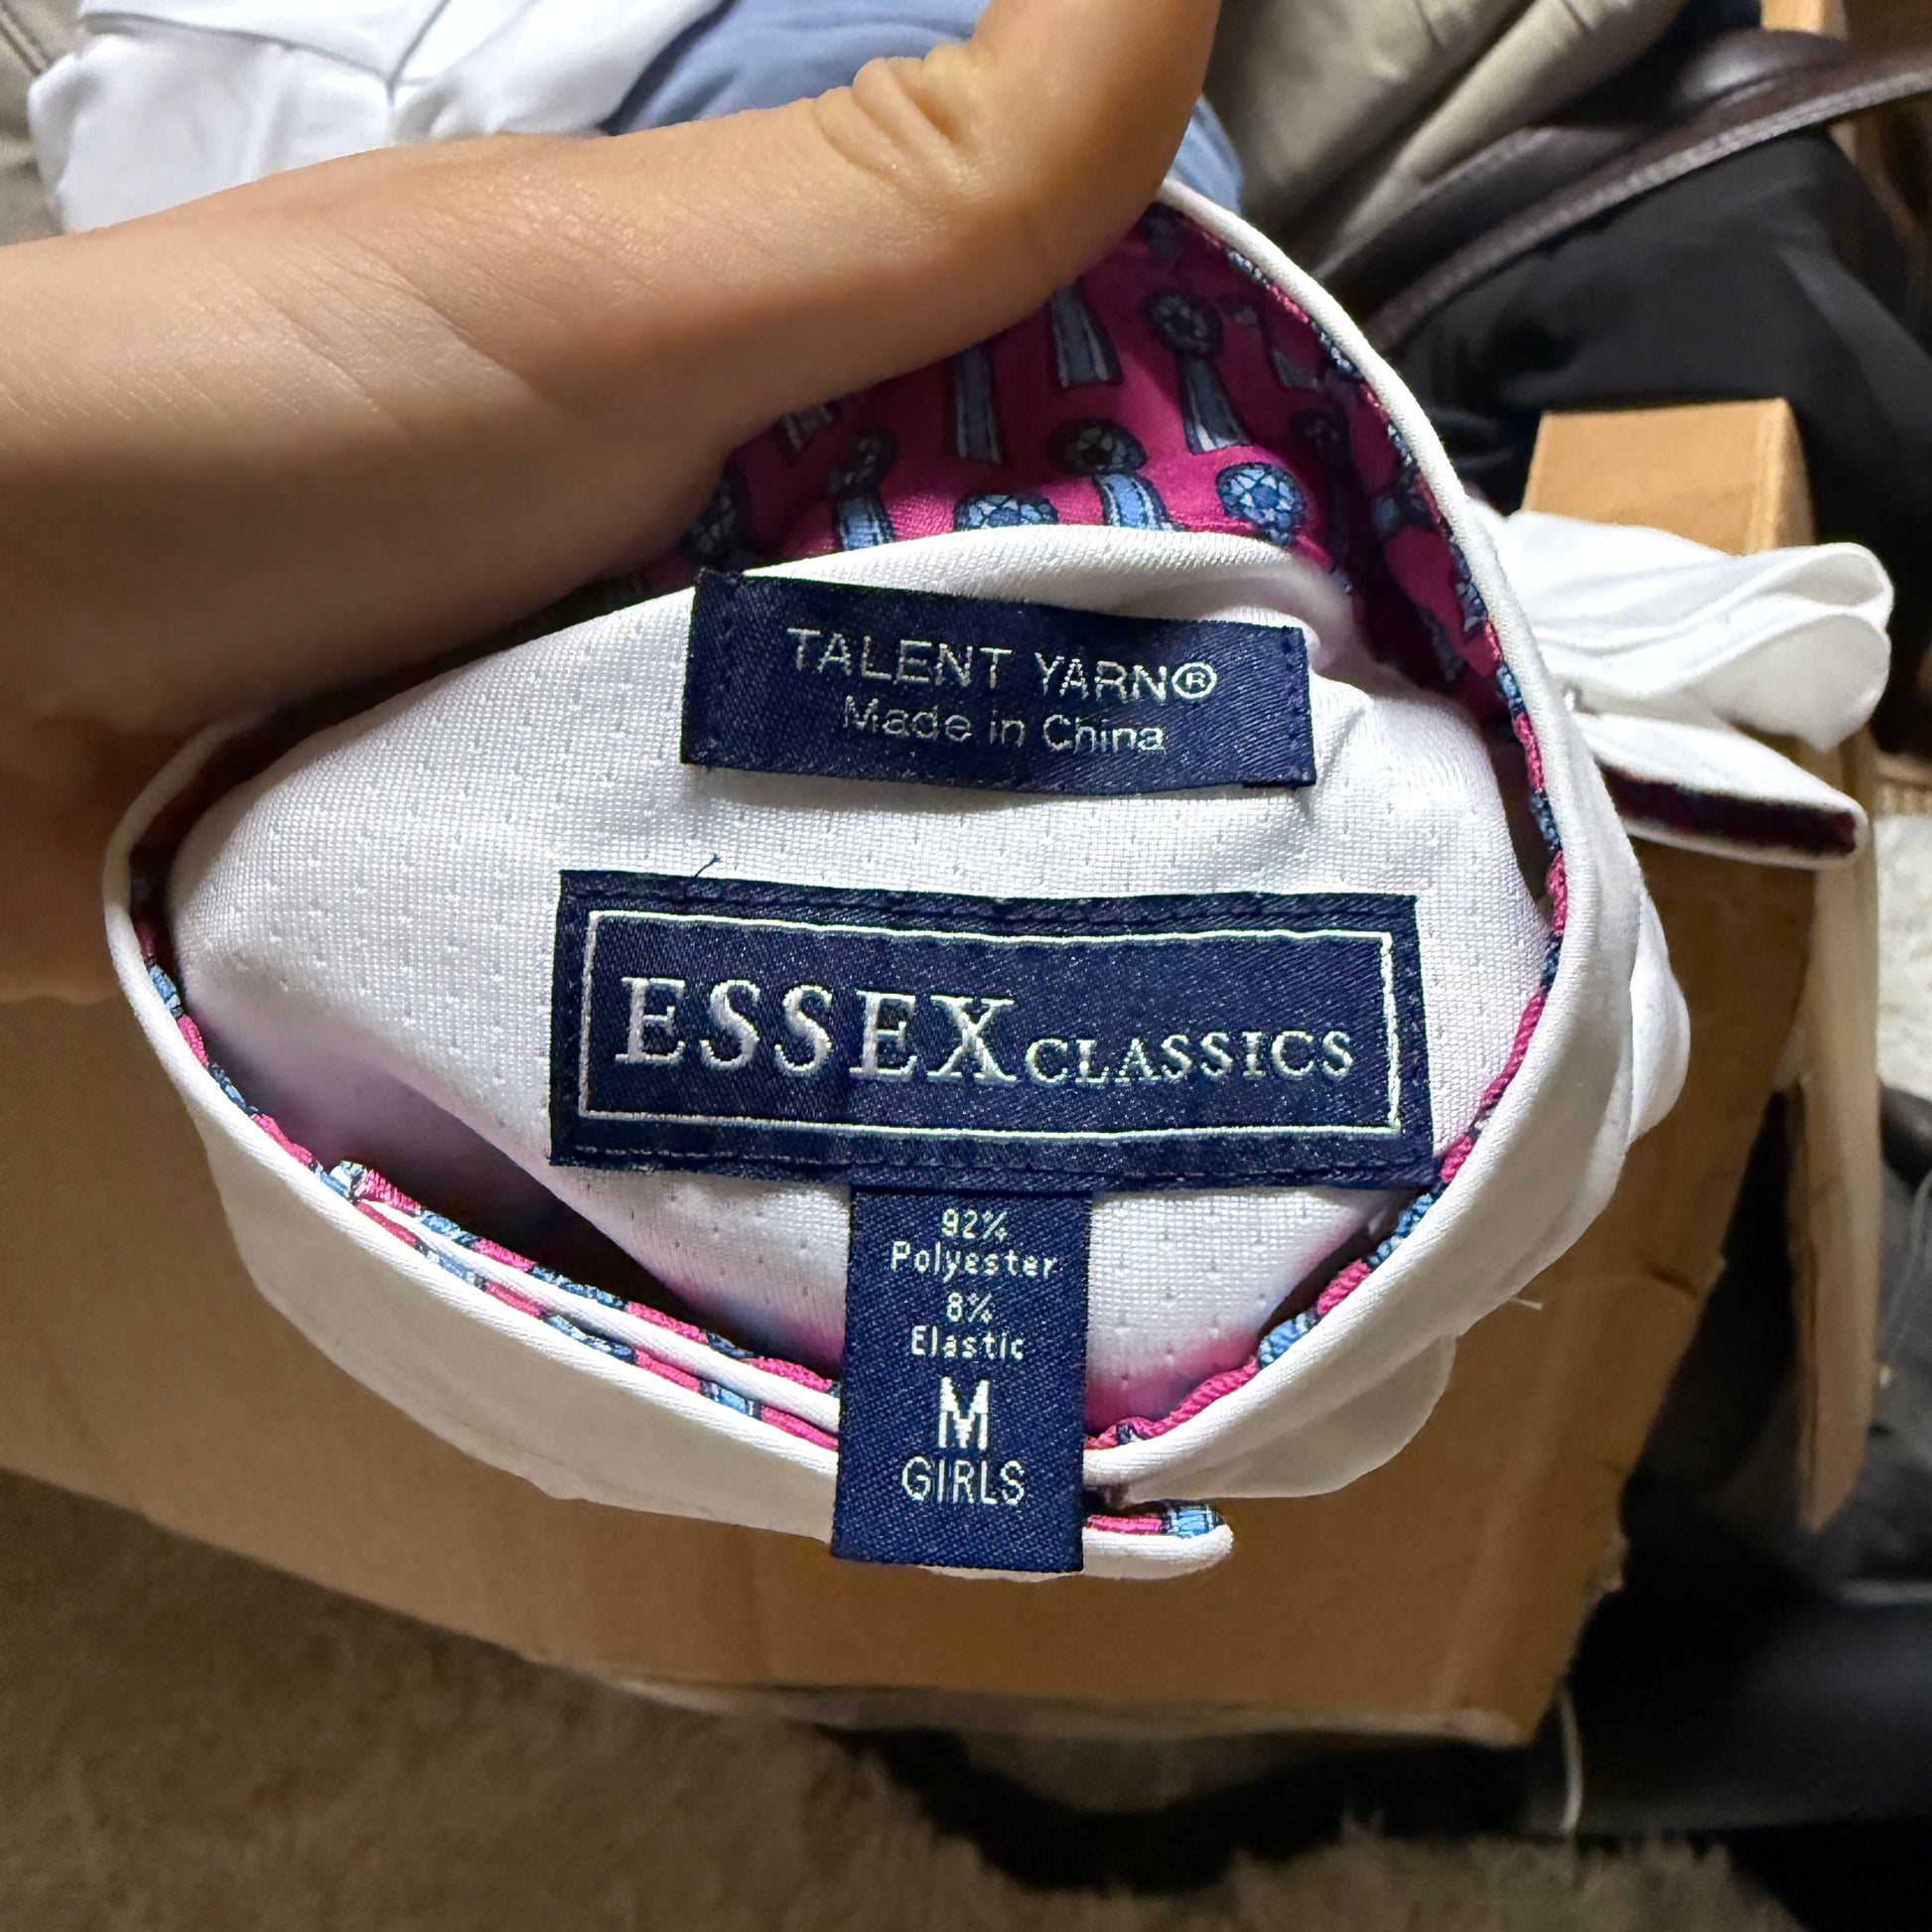 TALENT YARN®
Made in China
ESSEX CLASSICS
92%
Polyester
8%
Elastic
M
GIRLS